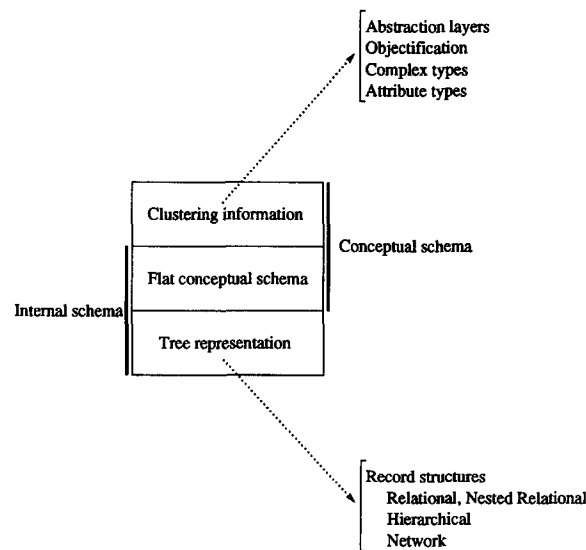 Abstraction layers
Objectification
Complex types
Attribute types
Clustering information
Conceptual schema
Flat conceptual schema
Internal schema
Tree representation
Record structures
Relational, Nested Relational
Hierarchical
Network